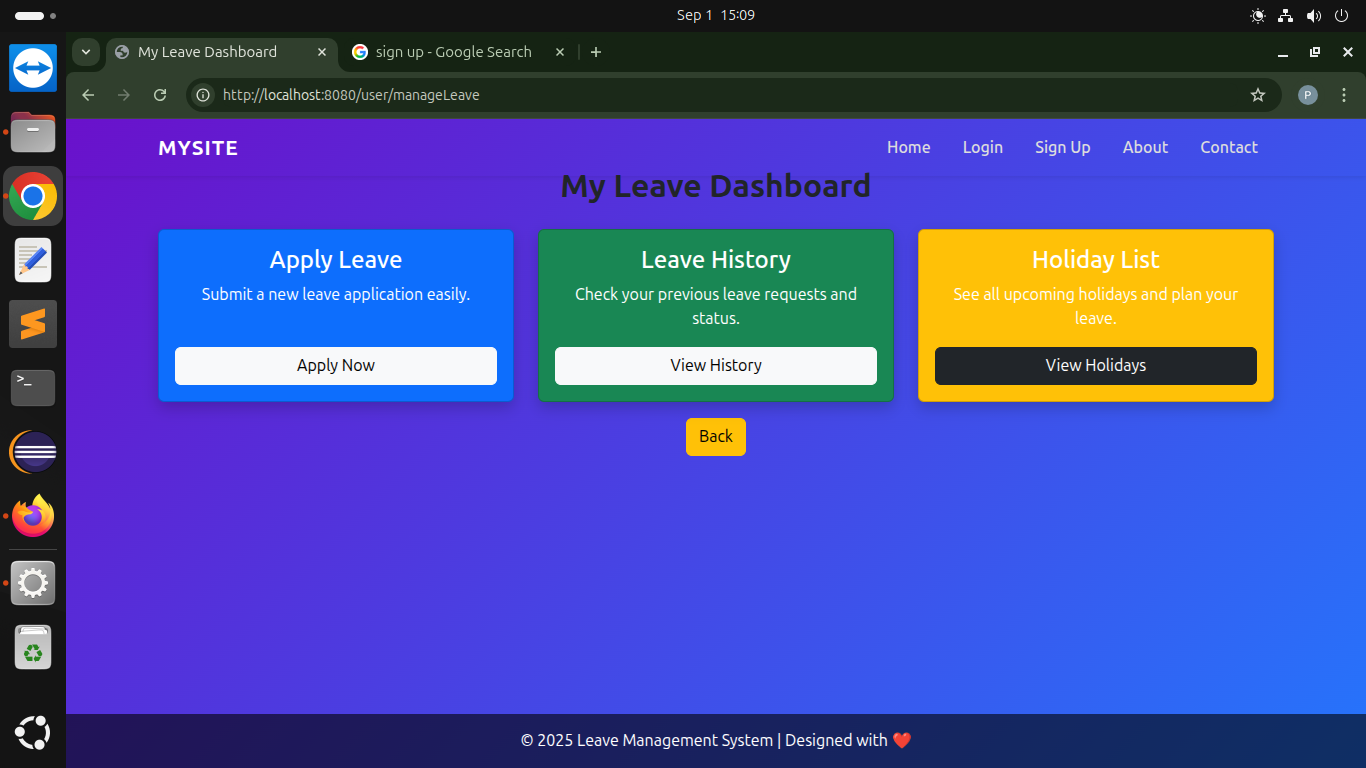 Sep 1 15:09
My Leave Dashboard
sign up - Google Search
http://localhost:8080/user/manageLeave
P
MYSITE
Home
Login
Sign Up
About
Contact
My Leave Dashboard
Apply Leave
Submit a new leave application easily.
Apply Now
Leave History
Check your previous leave requests and
status.
View History
Holiday List
See all upcoming holidays and plan your
leave.
View Holidays
Back
© 2025 Leave Management System | Designed with ❤️
>_